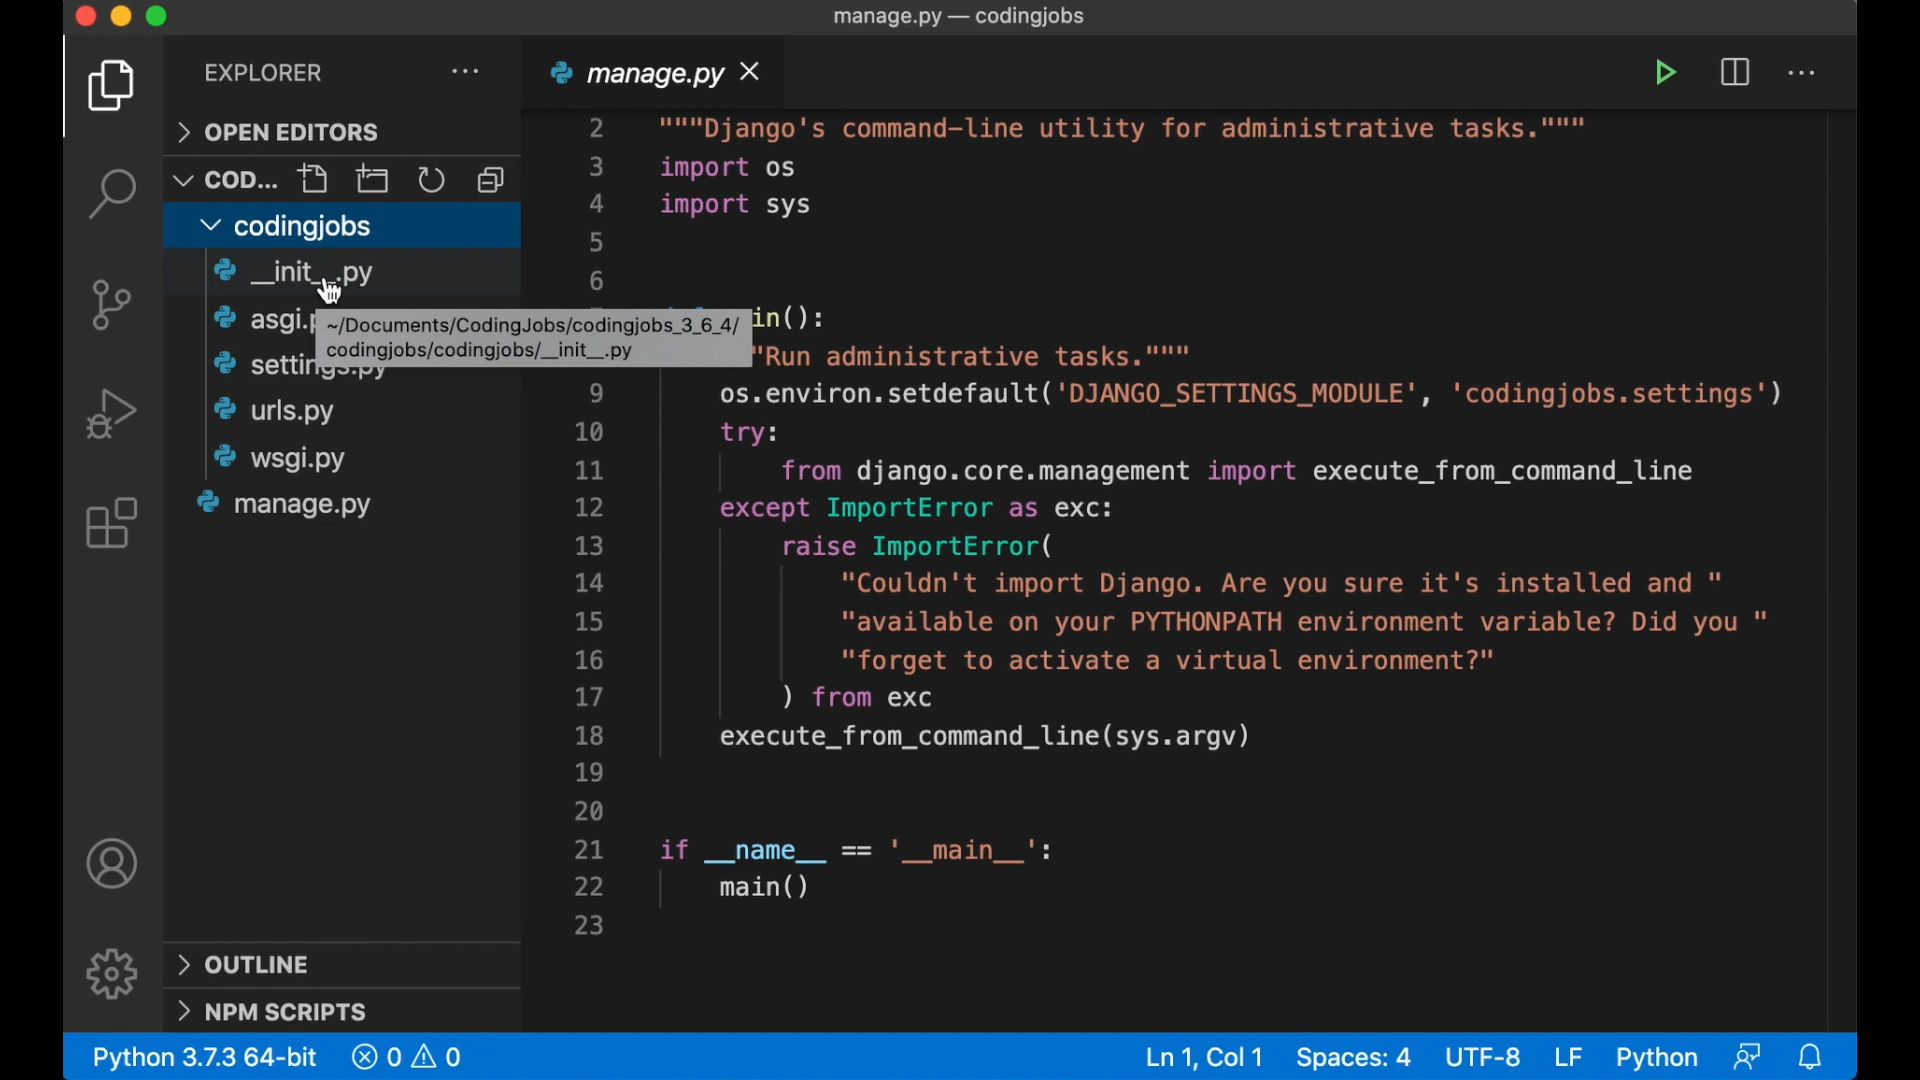 manage.py — codingjobs
EXPLORER
manage.py
OPEN EDITORS
COD...
codingjobs
__init__.py
asgi.
settings.py
urls.py
wsgi.py
manage.py
~/Documents/CodingJobs/codingjobs_3_6_4/
codingjobs/codingjobs/__init__.py
OUTLINE
NPM SCRIPTS
2 """Django's command-line utility for administrative tasks."""
3 import os
4 import sys
5
6
in():
"Run administrative tasks."""
9 os.environ.setdefault('DJANGO_SETTINGS_MODULE', 'codingjobs.settings')
10 try:
11 from django.core.management import execute_from_command_line
12 except ImportError as exc:
13 raise ImportError(
14 "Couldn't import Django. Are you sure it's installed and "
15 "available on your PYTHONPATH environment variable? Did you "
16 "forget to activate a virtual environment?"
17 ) from exc
18 execute_from_command_line(sys.argv)
19
20
21 if __name__ == '__main__':
22 main()
23
Python 3.7.3 64-bit 0 0 Ln 1, Col 1 Spaces: 4 UTF-8 LF Python